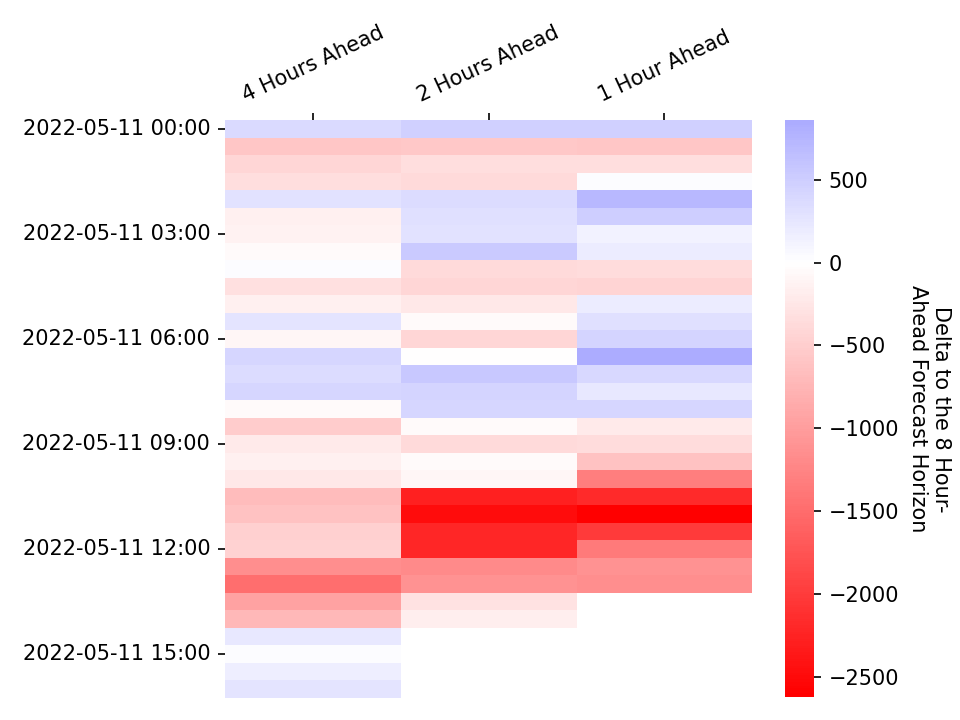 4 Hours Ahead
2 Hours Ahead
1 Hour Ahead
2022-05-11 00:00
2022-05-11 03:00
2022-05-11 06:00
2022-05-11 09:00
2022-05-11 12:00
2022-05-11 15:00
500
0
−500
−1000
−1500
−2000
−2500
Delta to the 8 Hour-
Ahead Forecast Horizon